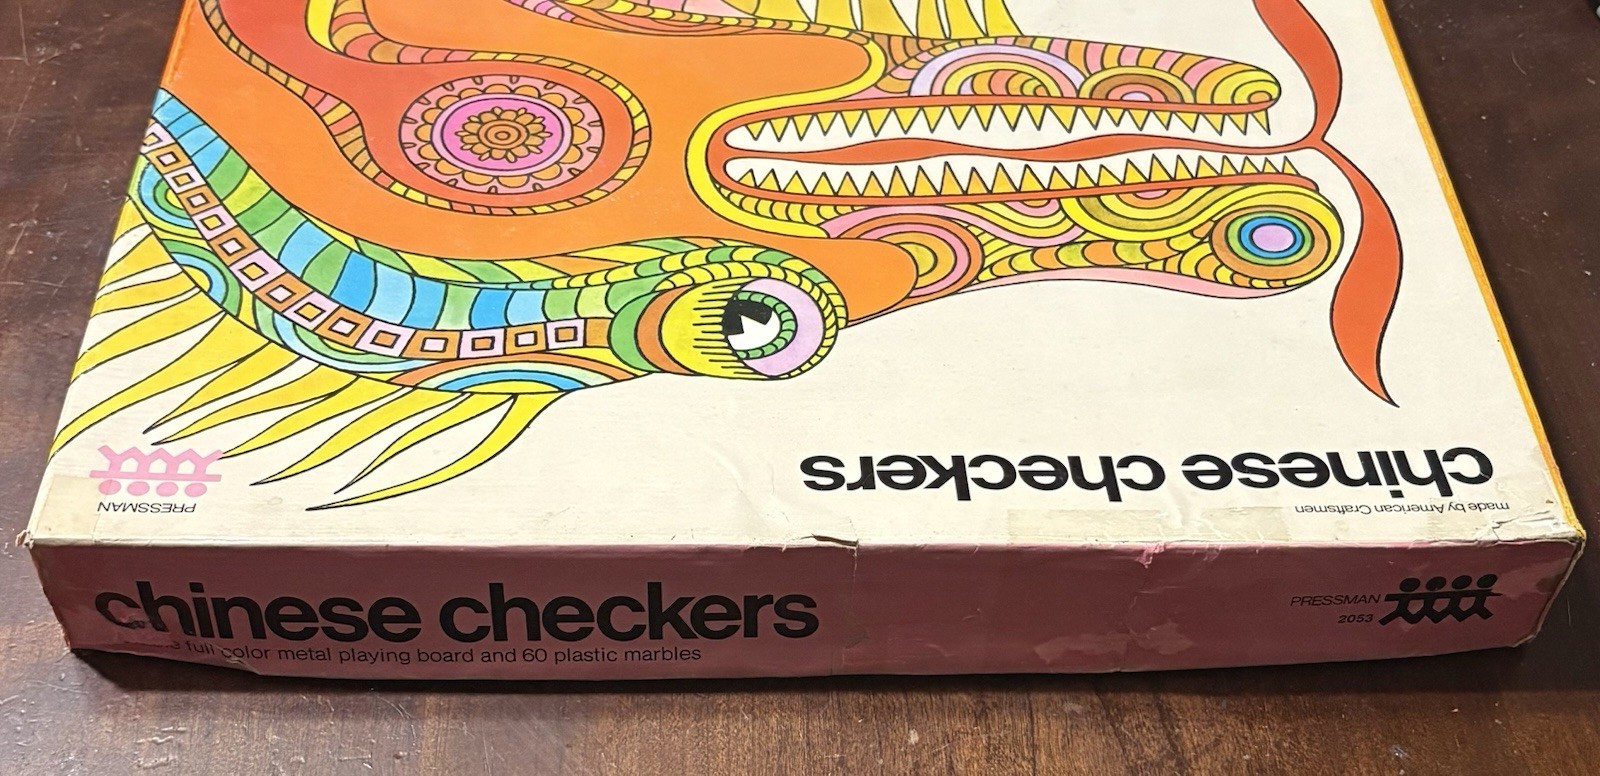 chinese checkers
made by American Craftsmen
PRESSMAN
chinese checkers
full color metal playing board and 60 plastic marbles
PRESSMAN
2053